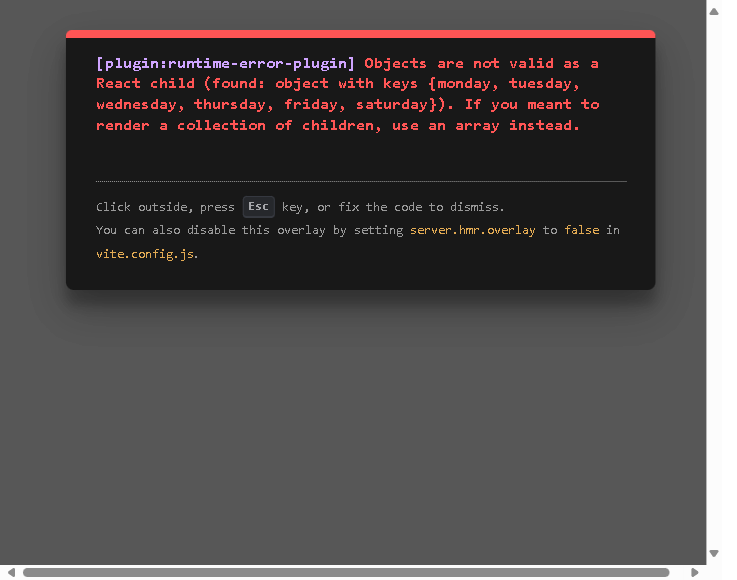 [plugin:runtime-error-plugin] Objects are not valid as a
React child (found: object with keys {monday, tuesday,
wednesday, thursday, friday, saturday}). If you meant to
render a collection of children, use an array instead.
Click outside, press Esc key, or fix the code to dismiss.
You can also disable this overlay by setting server.hmr.overlay to false in
vite.config.js.